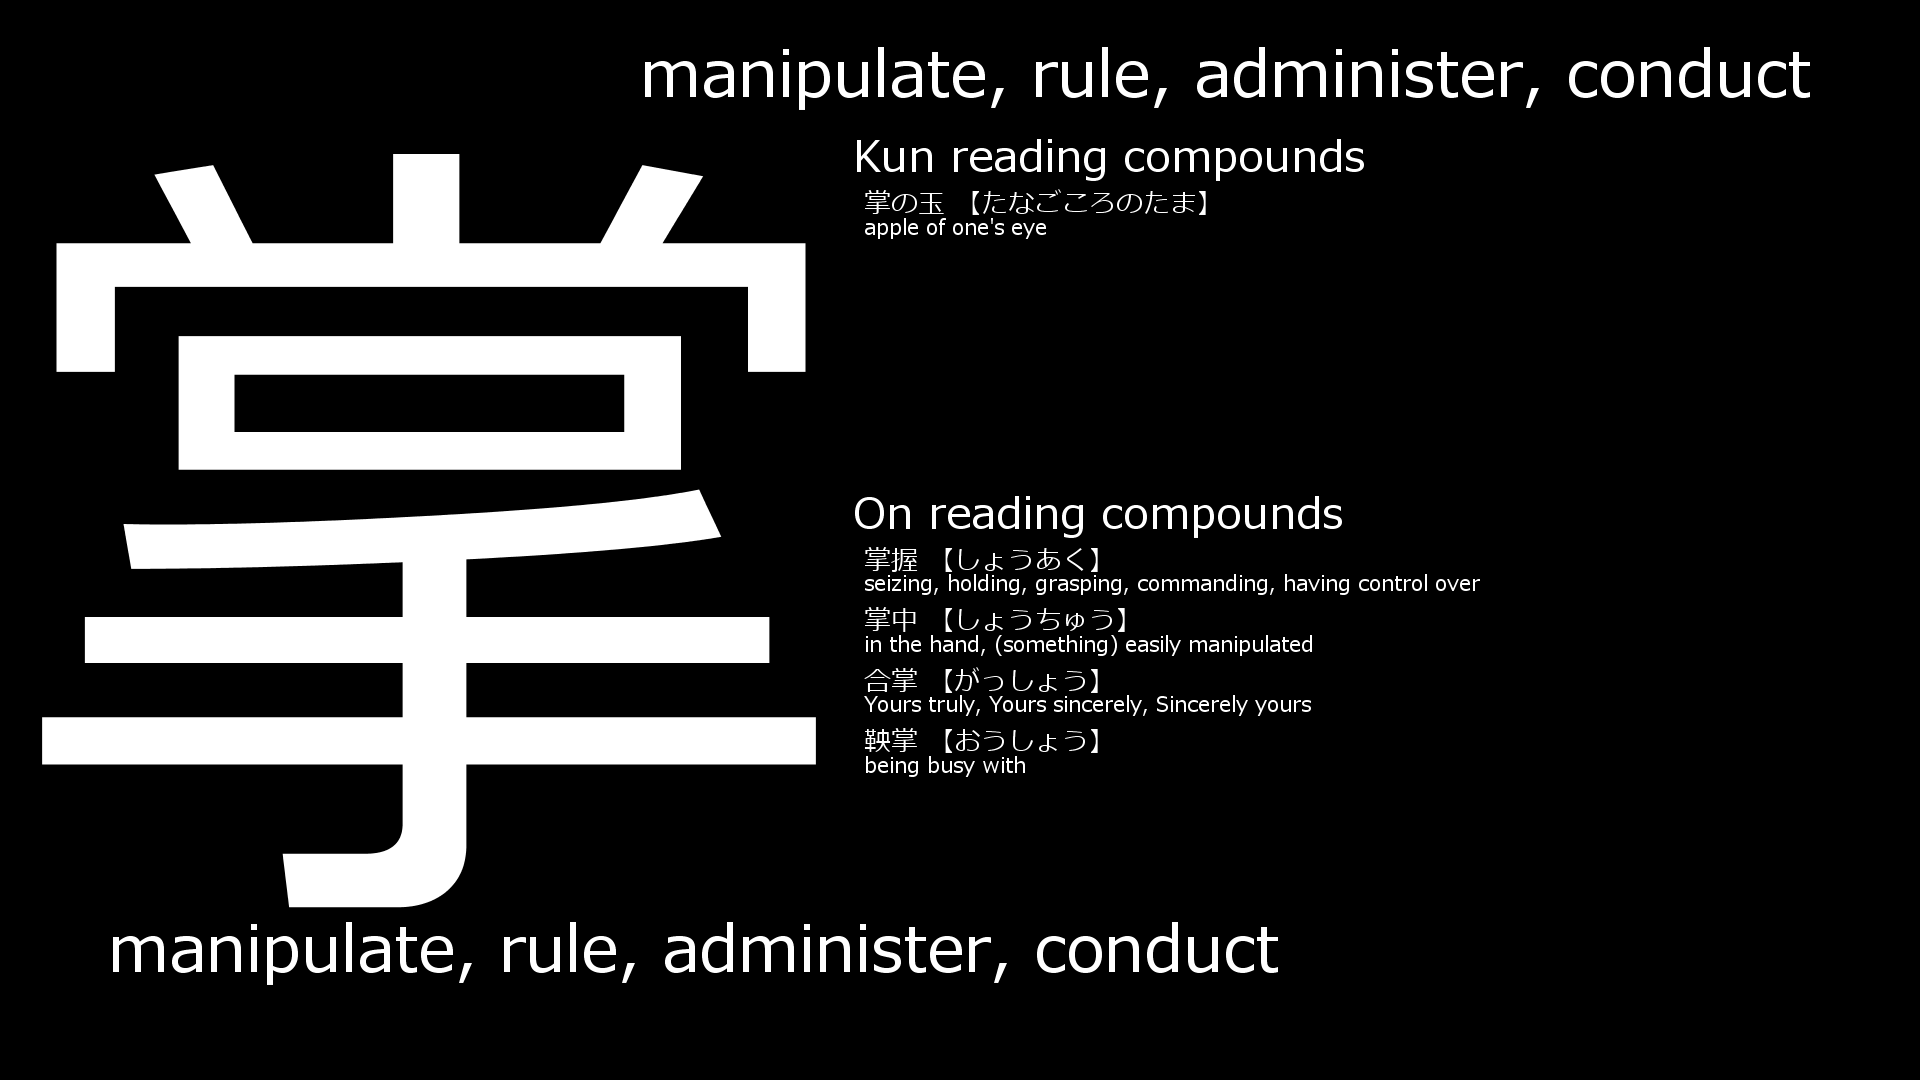 manipulate, rule, administer, conduct
掌
Kun reading compounds
掌の玉 【たなごころのたま】
apple of one's eye
On reading compounds
掌握 【しょうあく】
seizing, holding, grasping, commanding, having control over
掌中 【しょうちゅう】
in the hand, (something) easily manipulated
合掌 【がっしょう】
Yours truly, Yours sincerely, Sincerely yours
鞅掌 【おうしょう】
being busy with
manipulate, rule, administer, conduct